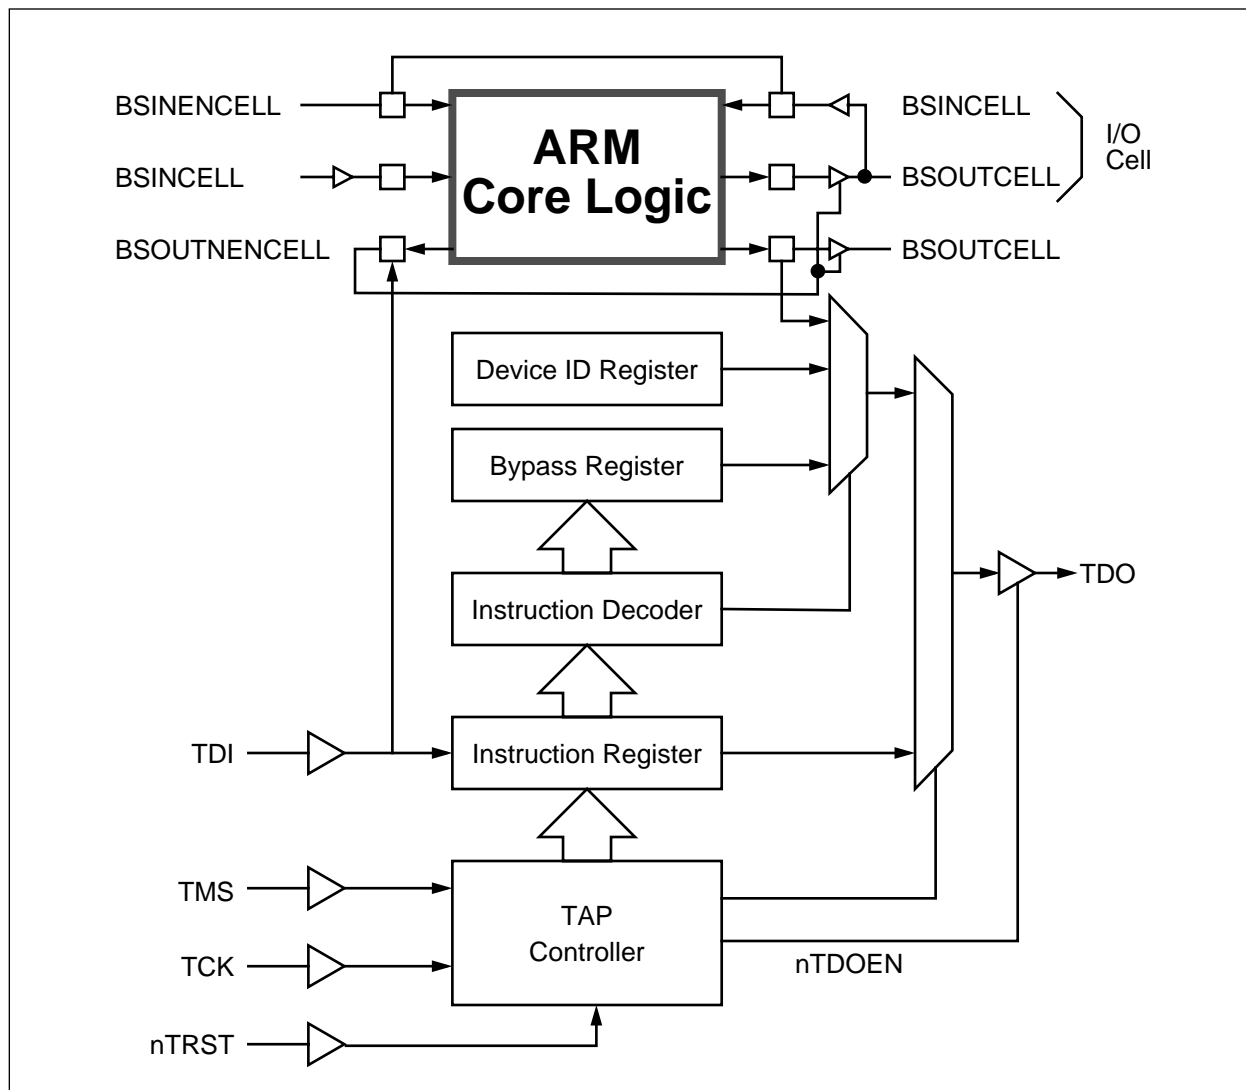 BSINENCELL
BSINCELL
BSOUTNENCELL
ARM
Core Logic
BSINCELL
BSOUTCELL
BSOUTCELL
I/O
Cell
Device ID Register
Bypass Register
Instruction Decoder
TDO
TDI
Instruction Register
TMS
TCK
nTRST
TAP
Controller
nTDOEN